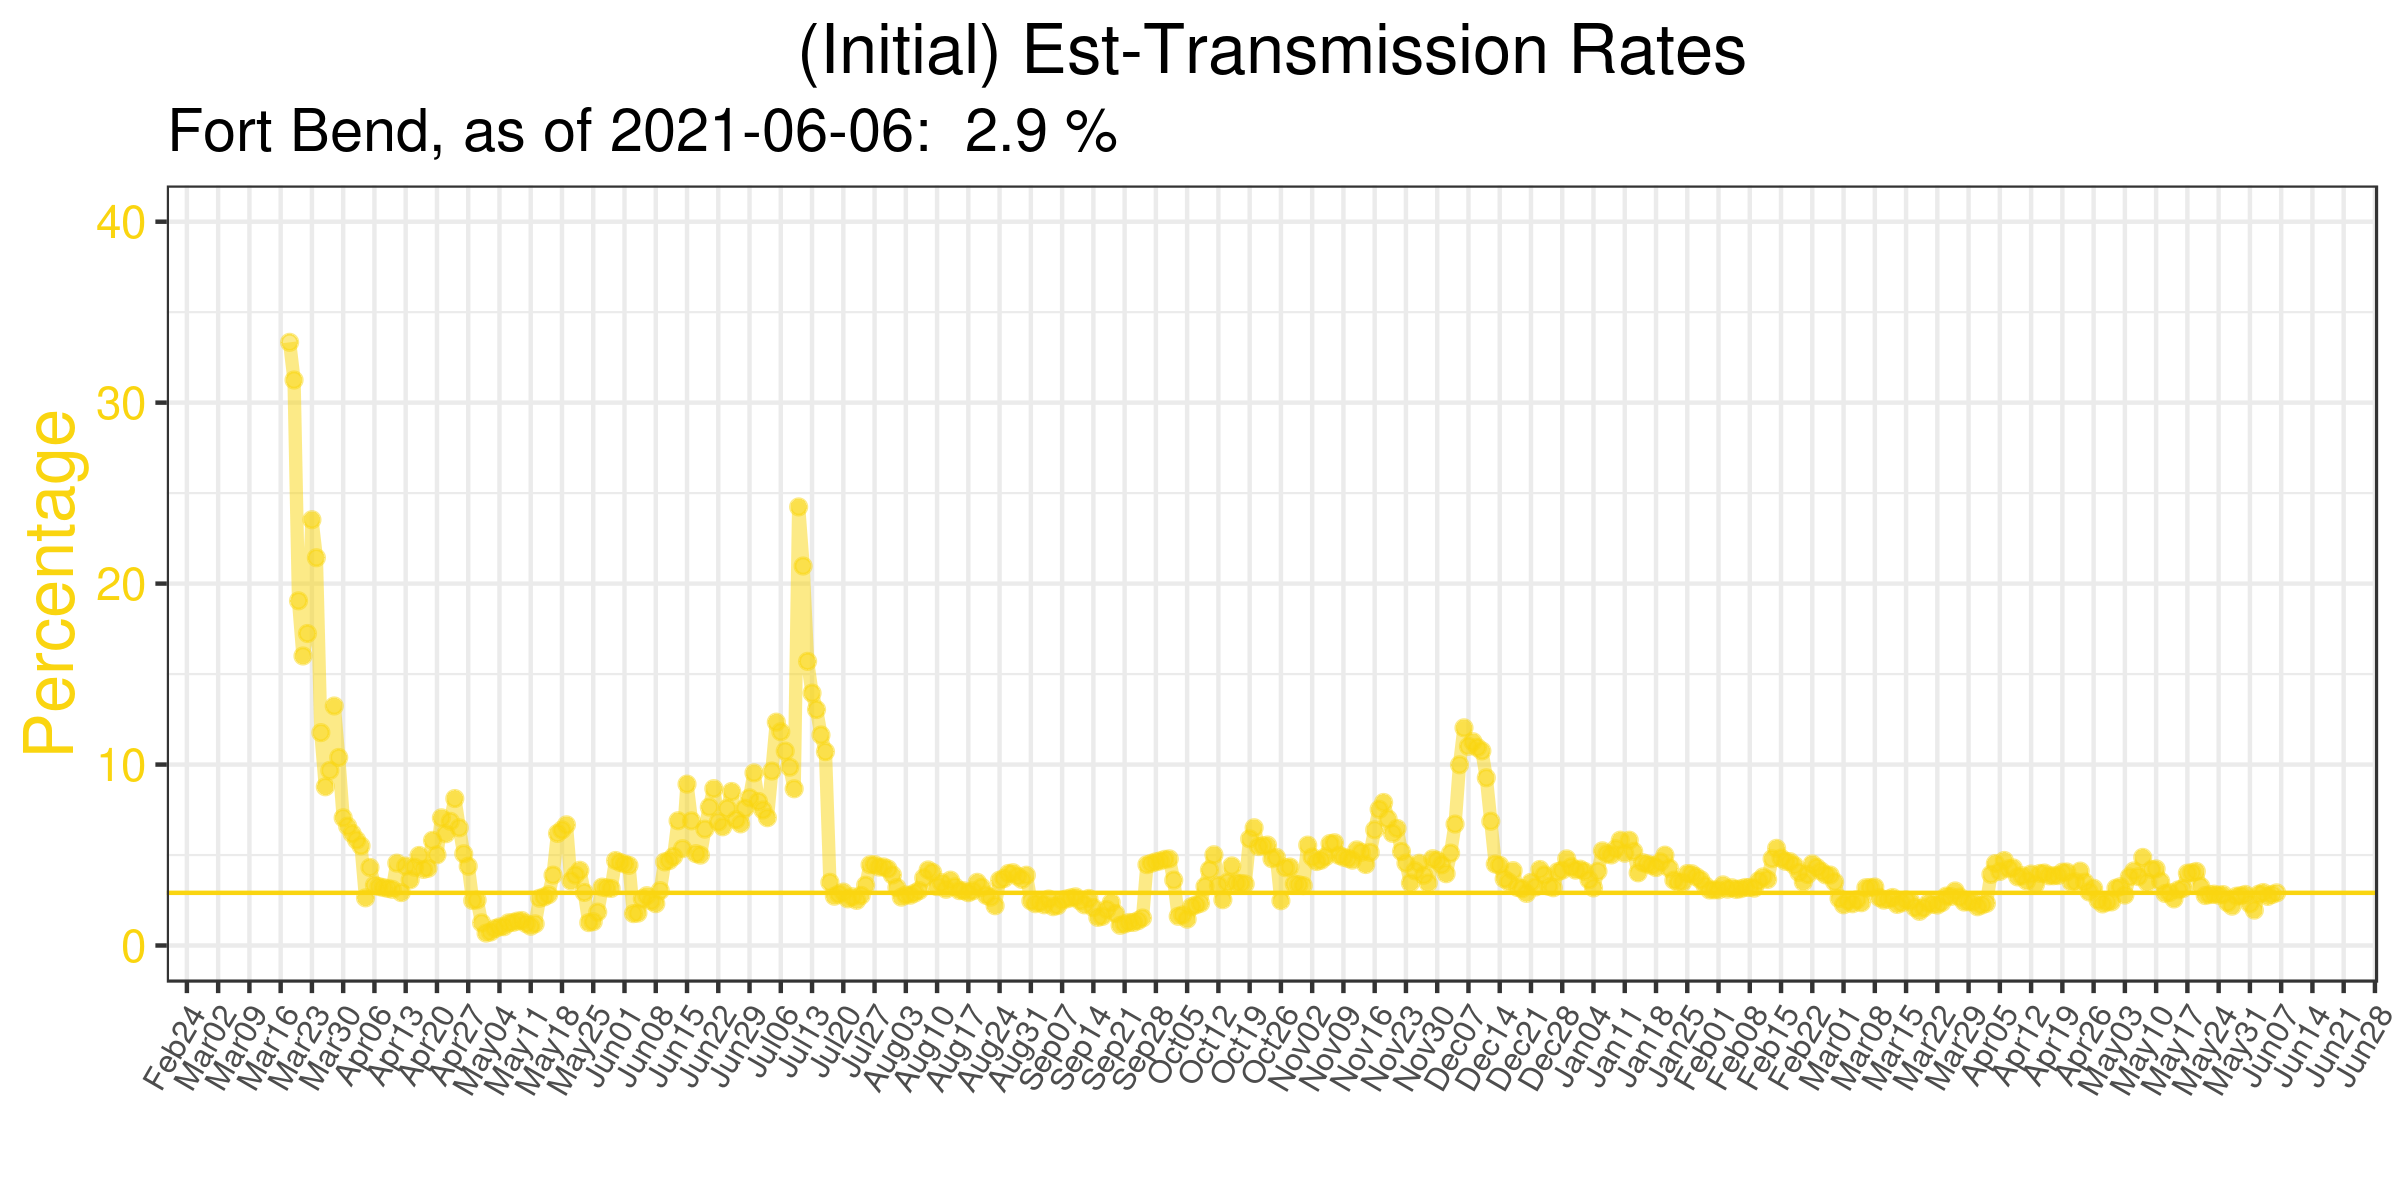 (Initial) Est-Transmission Rates
Fort Bend, as of 2021-06-06:  2.9 %
Percentage
40
30
20
10
0
Feb24
Mar02
Mar09
Mar16
Mar23
Mar30
Apr06
Apr13
Apr20
Apr27
May04
May11
May18
May25
Jun01
Jun08
Jun15
Jun22
Jun29
Jul06
Jul13
Jul20
Jul27
Aug03
Aug10
Aug17
Aug24
Aug31
Sep07
Sep14
Sep21
Sep28
Oct05
Oct12
Oct19
Oct26
Nov02
Nov09
Nov16
Nov23
Nov30
Dec07
Dec14
Dec21
Dec28
Jan04
Jan11
Jan18
Jan25
Feb01
Feb08
Feb15
Feb22
Mar01
Mar08
Mar15
Mar22
Mar29
Apr05
Apr12
Apr19
Apr26
May03
May10
May17
May24
May31
Jun07
Jun14
Jun21
Jun28